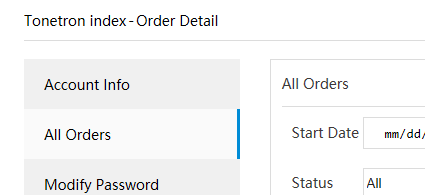 Tonetron index-Order Detail
Account Info
All Orders
Modify Password
All Orders
Start Date mm/dd/
Status All